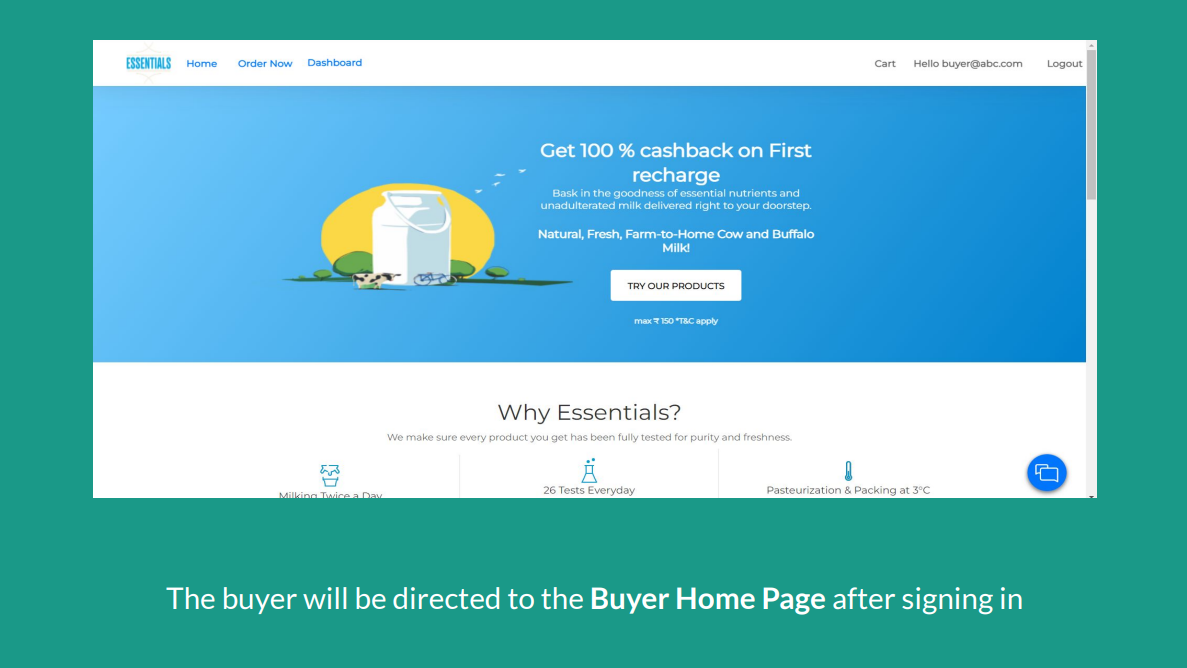 ESSENTIALS Home Order Now Dashboard Cart Hello buyer@abc.com Logout
Get 100 % cashback on First
recharge
Bask in the goodness of essential nutrients and
unadulterated milk delivered right to your doorstep.
Natural, Fresh, Farm-to-Home Cow and Buffalo
Milk!
TRY OUR PRODUCTS
max ₹ 150 *T&C apply
Why Essentials?
We make sure every product you get has been fully tested for purity and freshness.
Milking Twice a Day 26 Tests Everyday Pasteurization & Packing at 3°C
The buyer will be directed to the Buyer Home Page after signing in